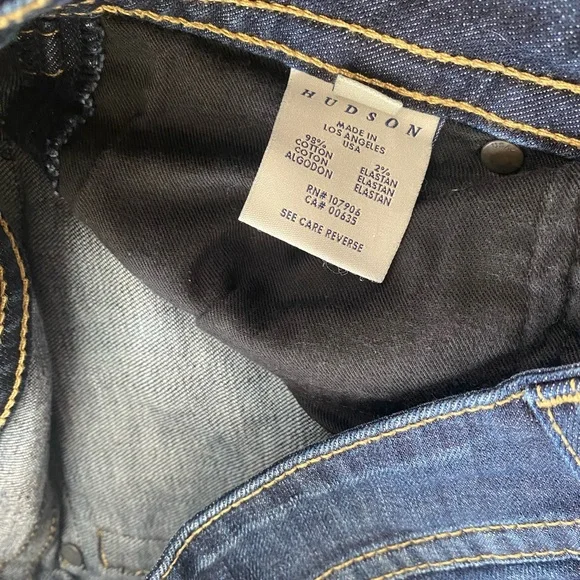 HUDSON
MADE IN
LOS ANGELES
USA
98% 2%
COTTON ELASTAN
COTON ELASTAN
ALGODON ELASTAN
RN# 107906
CA# 00635
SEE CARE REVERSE